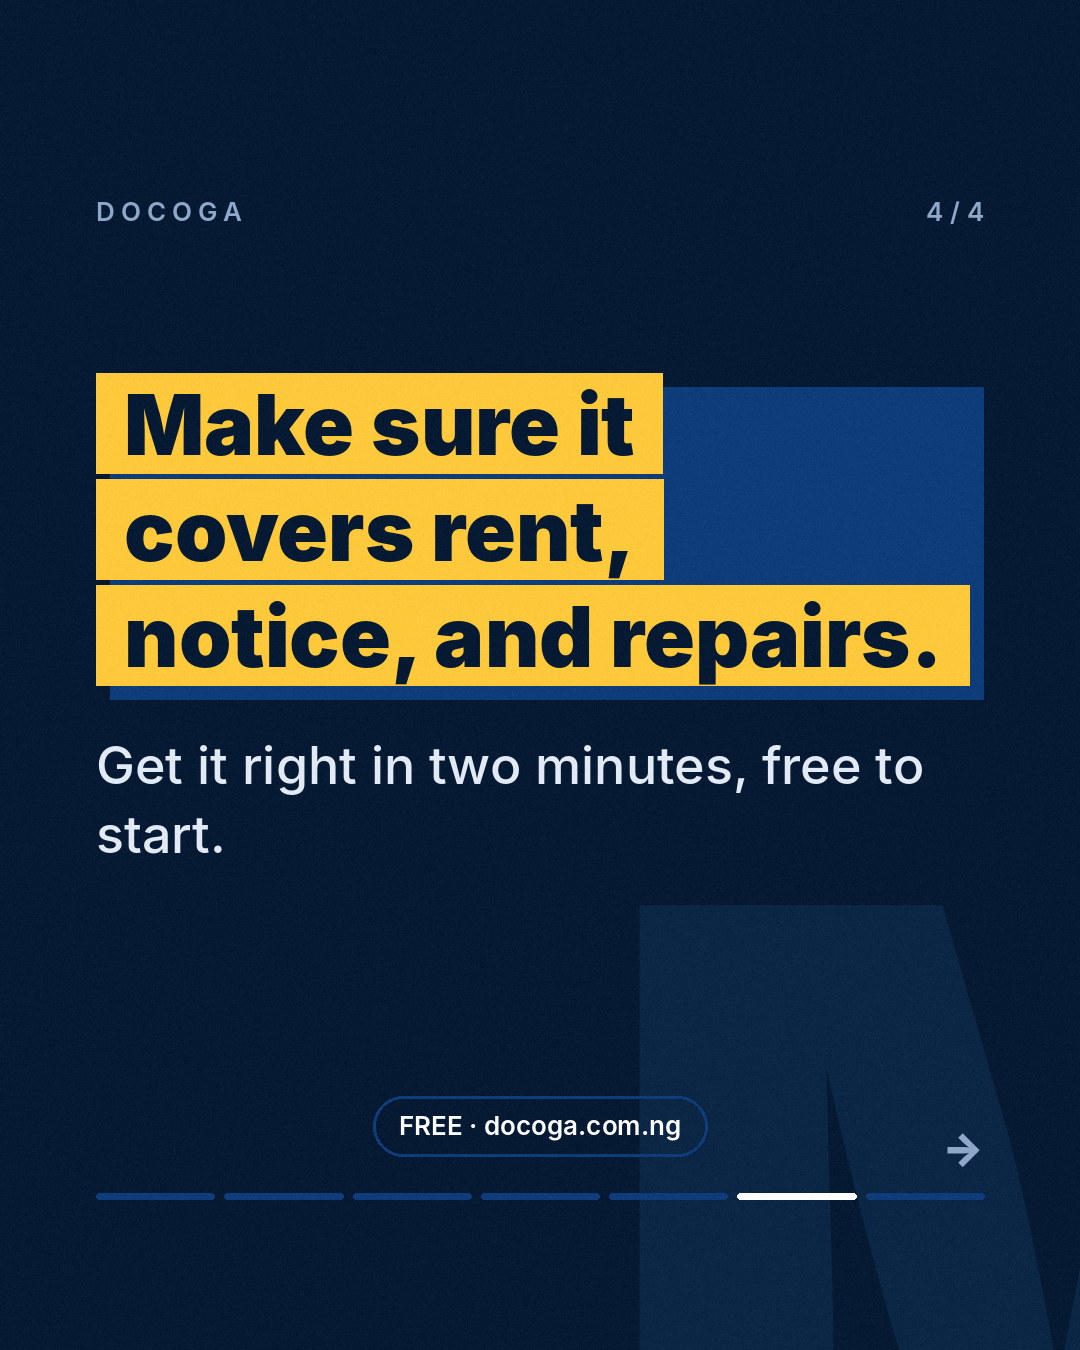 DOCOGA
4 / 4
Make sure it
covers rent,
notice, and repairs.
Get it right in two minutes, free to
start.
FREE · docoga.com.ng
→